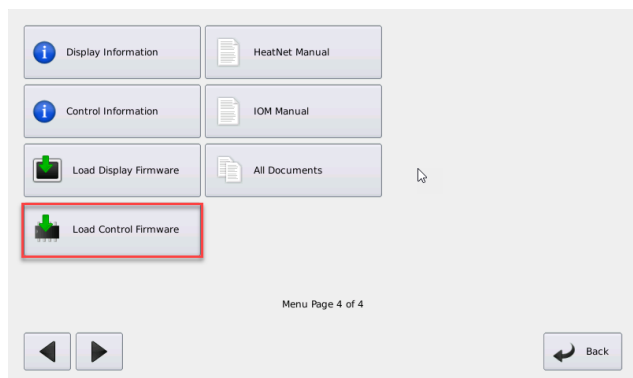 Display Information
HeatNet Manual
Control Information
IOM Manual
Load Display Firmware
All Documents
Load Control Firmware
Menu Page 4 of 4
Back